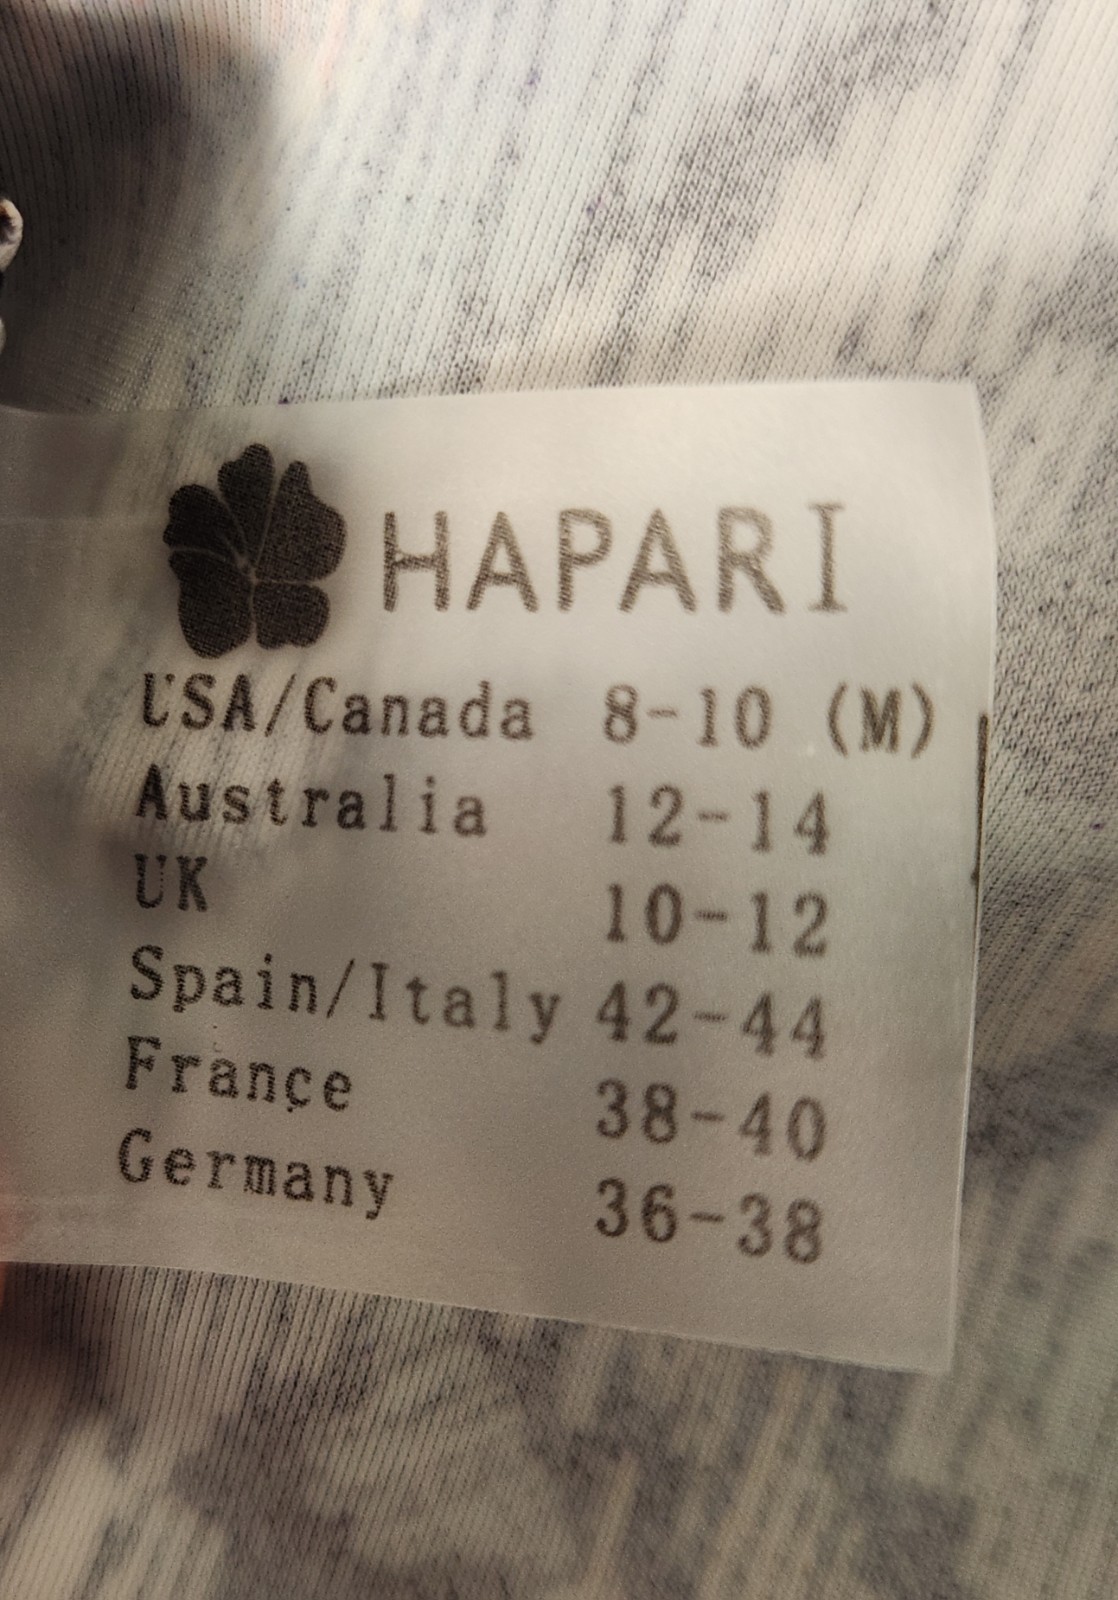 HAPARI
USA/Canada 8-10 (M)
Australia 12-14
UK 10-12
Spain/Italy 42-44
França 38-40
Germany 36-38